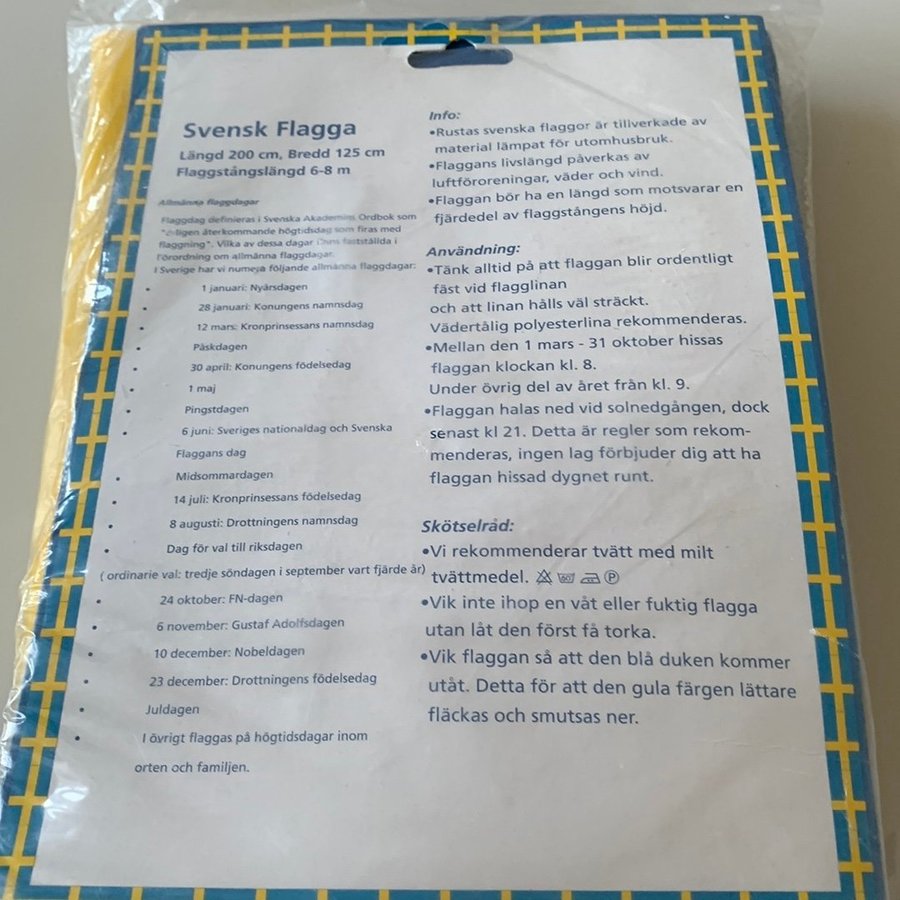 Svensk Flagga
Längd 200 cm, Bredd 125 cm
Flaggstångslängd 6-8 m
Allmänna flaggdagar
Flaggdag definieras i Svenska Akademins Ordbok som
återkommande högtidsdag som firas med
flaggning". Vilka av dessa dagar finns fastställda i
förordning om allmänna flaggdagar.
I Sverige har vi numera följande allmänna flaggdagar:
• 1 januari: Nyårsdagen
• 28 januari: Konungens namnsdag
• 12 mars: Kronprinsessans namnsdag
• Påskdagen
• 30 april: Konungens födelsedag
• 1 maj
• Pingstdagen
• 6 juni: Sveriges nationaldag och Svenska
Flaggans dag
• Midsommardagen
• 14 juli: Kronprinsessans födelsedag
• 8 augusti: Drottningens namnsdag
• Dag för val till riksdagen
( ordinarie val: tredje söndagen i september vart fjärde år)
• 24 oktober: FN-dagen
• 6 november: Gustaf Adolfsdagen
• 10 december: Nobeldagen
• 23 december: Drottningens födelsedag
• Juldagen
• I övrigt flaggas på högtidsdagar inom
orten och familjen.
Info:
•Rustas svenska flaggor är tillverkade av
material lämpat för utomhusbruk.
•Flaggans livslängd påverkas av
luftföroreningar, väder och vind.
•Flaggan bör ha en längd som motsvarar en
fjärdedel av flaggstångens höjd.
Användning:
•Tänk alltid på att flaggan blir ordentligt
fäst vid flagglinan
och att linan hålls väl sträckt.
Vädertålig polyesterlina rekommenderas.
•Mellan den 1 mars - 31 oktober hissas
flaggan klockan kl. 8.
Under övrig del av året från kl. 9.
•Flaggan halas ned vid solnedgången, dock
senast kl 21. Detta är regler som rekom-
menderas, ingen lag förbjuder dig att ha
flaggan hissad dygnet runt.
Skötselråd:
•Vi rekommenderar tvätt med milt
tvättmedel. 60 P
•Vik inte ihop en våt eller fuktig flagga
utan låt den först få torka.
•Vik flaggan så att den blå duken kommer
utåt. Detta för att den gula färgen lättare
fläckas och smutsas ner.